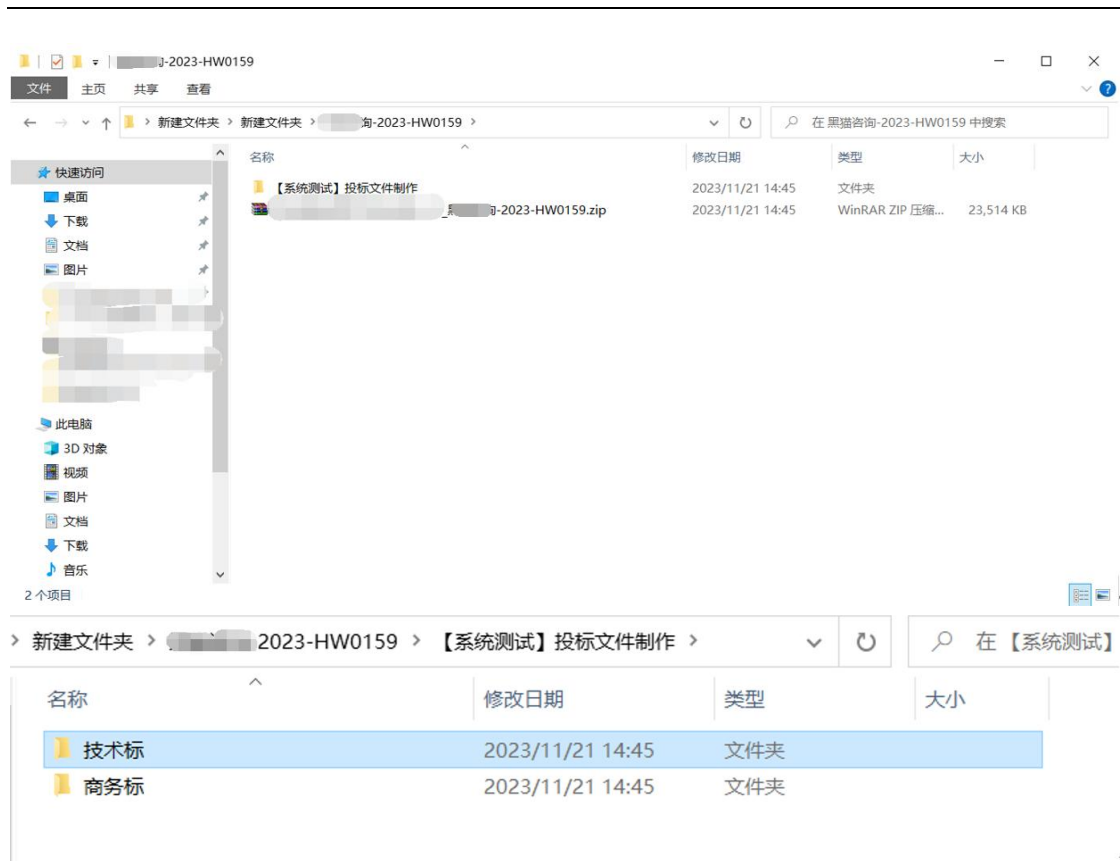 -2023-HW0159
文件 主页 共享 查看
新建文件夹 > 新建文件夹 > 询-2023-HW0159 > 在 黑猫咨询-2023-HW0159 中搜索
名称 修改日期 类型 大小
快速访问
【系统测试】投标文件制作 2023/11/21 14:45 文件夹
桌面
-2023-HW0159.zip 2023/11/21 14:45 WinRAR ZIP 压缩... 23,514 KB
下载
文档
图片
此电脑
3D 对象
视频
图片
文档
下载
音乐
2 个项目
> 新建文件夹 > 2023-HW0159 > 【系统测试】投标文件制作 > 在【系统测试】
名称 修改日期 类型 大小
技术标 2023/11/21 14:45 文件夹
商务标 2023/11/21 14:45 文件夹